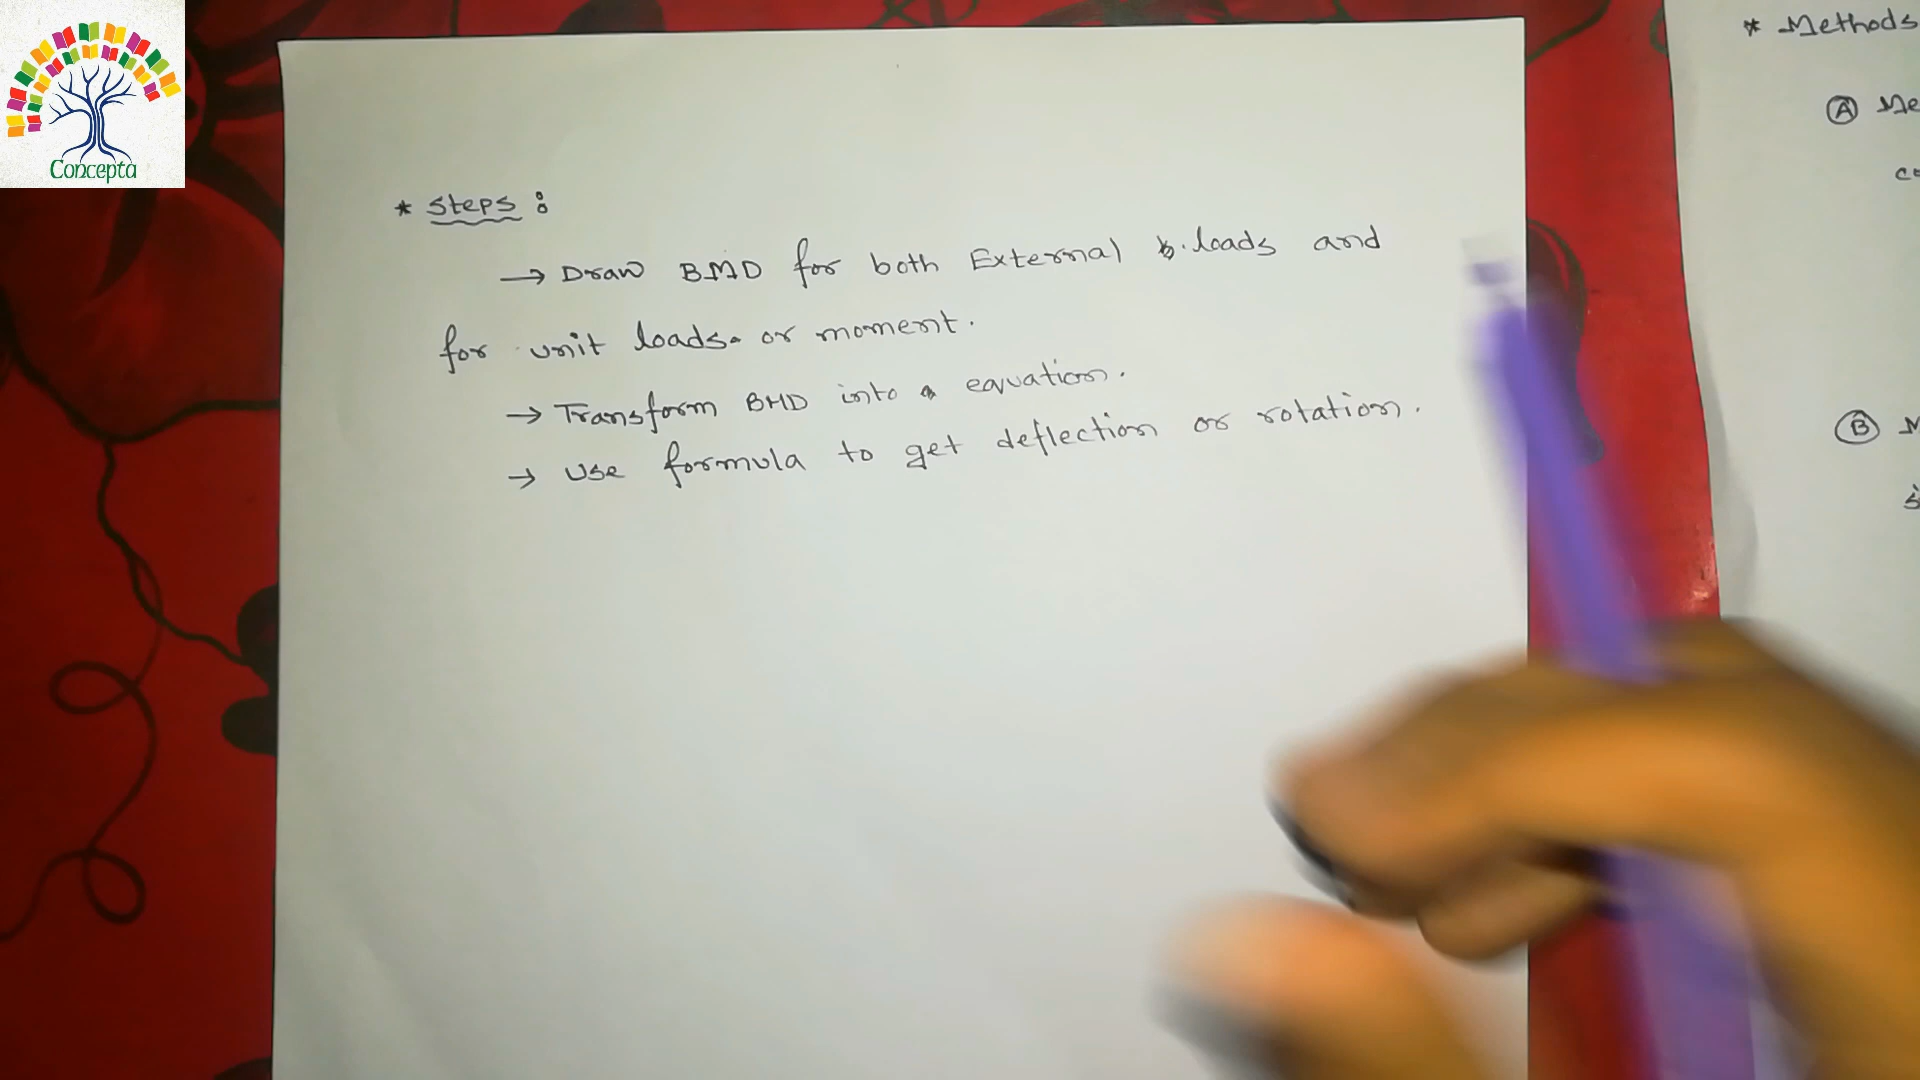 Concepta
* Steps :
→ Draw BMD for both External loads and
for unit loads or moment.
→ Transform BMD into a equation.
→ Use formula to get deflection or rotation.
* Methods
Ⓐ Me
Ⓑ M